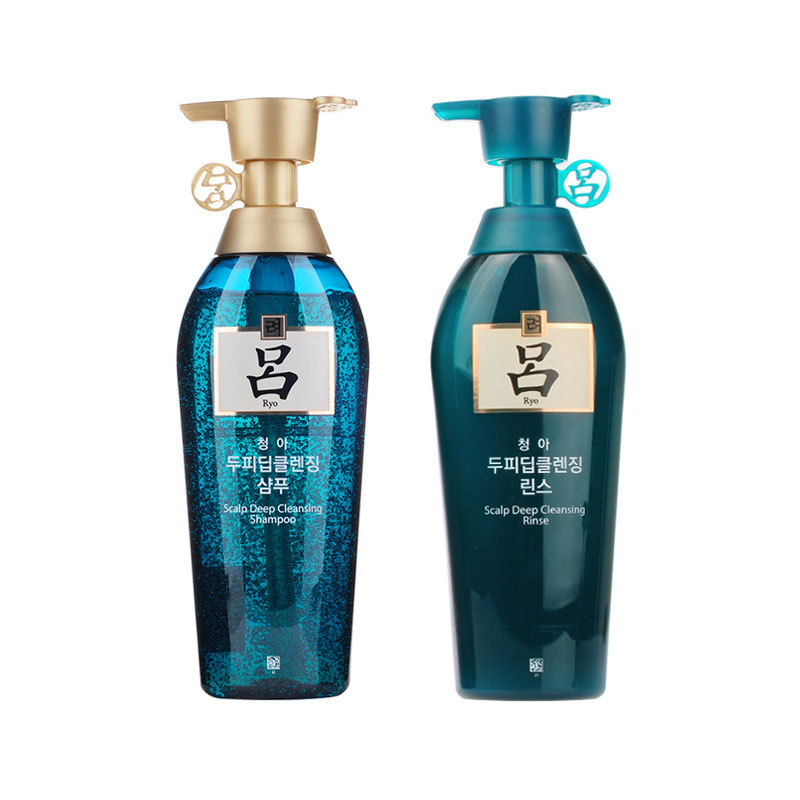 려
呂
Ryo
청아
두피딥클렌징
샴푸
Scalp Deep Cleansing
Shampoo
呂
려
呂
Ryo
청아
두피딥클렌징
린스
Scalp Deep Cleansing
Rinse